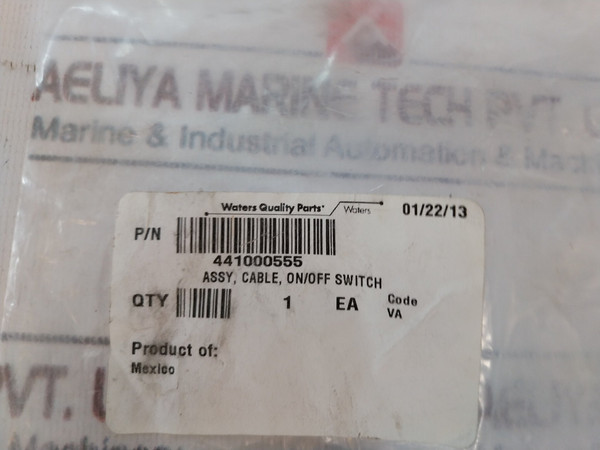 AELIYA MARINE TECH PVT.
Marine & Industrial Automation &
Waters Quality Parts
Waters
01/22/13
P/N
441000555
ASSY, CABLE, ON/OFF SWITCH
QTY 1 EA Code
VA
Product of:
Mexico
PVT.